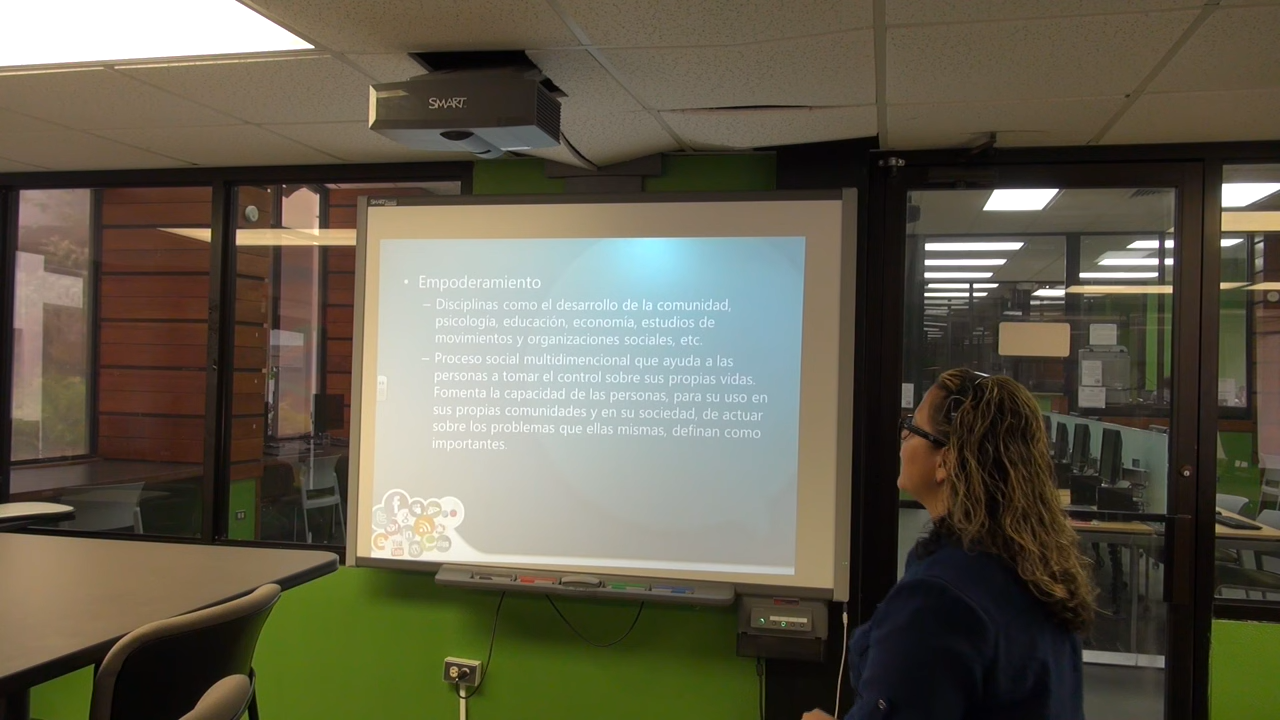 SMART
SMART
• Empoderamiento
– Disciplinas como el desarrollo de la comunidad,
psicología, educación, economía, estudios de
movimientos y organizaciones sociales, etc.
– Proceso social multidimencional que ayuda a las
personas a tomar el control sobre sus propias vidas.
Fomenta la capacidad de las personas, para su uso en
sus propias comunidades y en su sociedad, de actuar
sobre los problemas que ellas mismas, definan como
importantes.